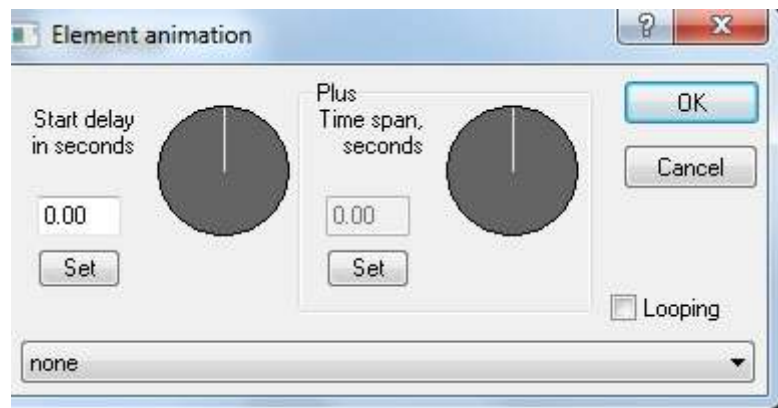 Element animation
?
Start delay
in seconds
0.00
Set
Plus
Time span,
seconds
0.00
Set
OK
Cancel
Looping
none